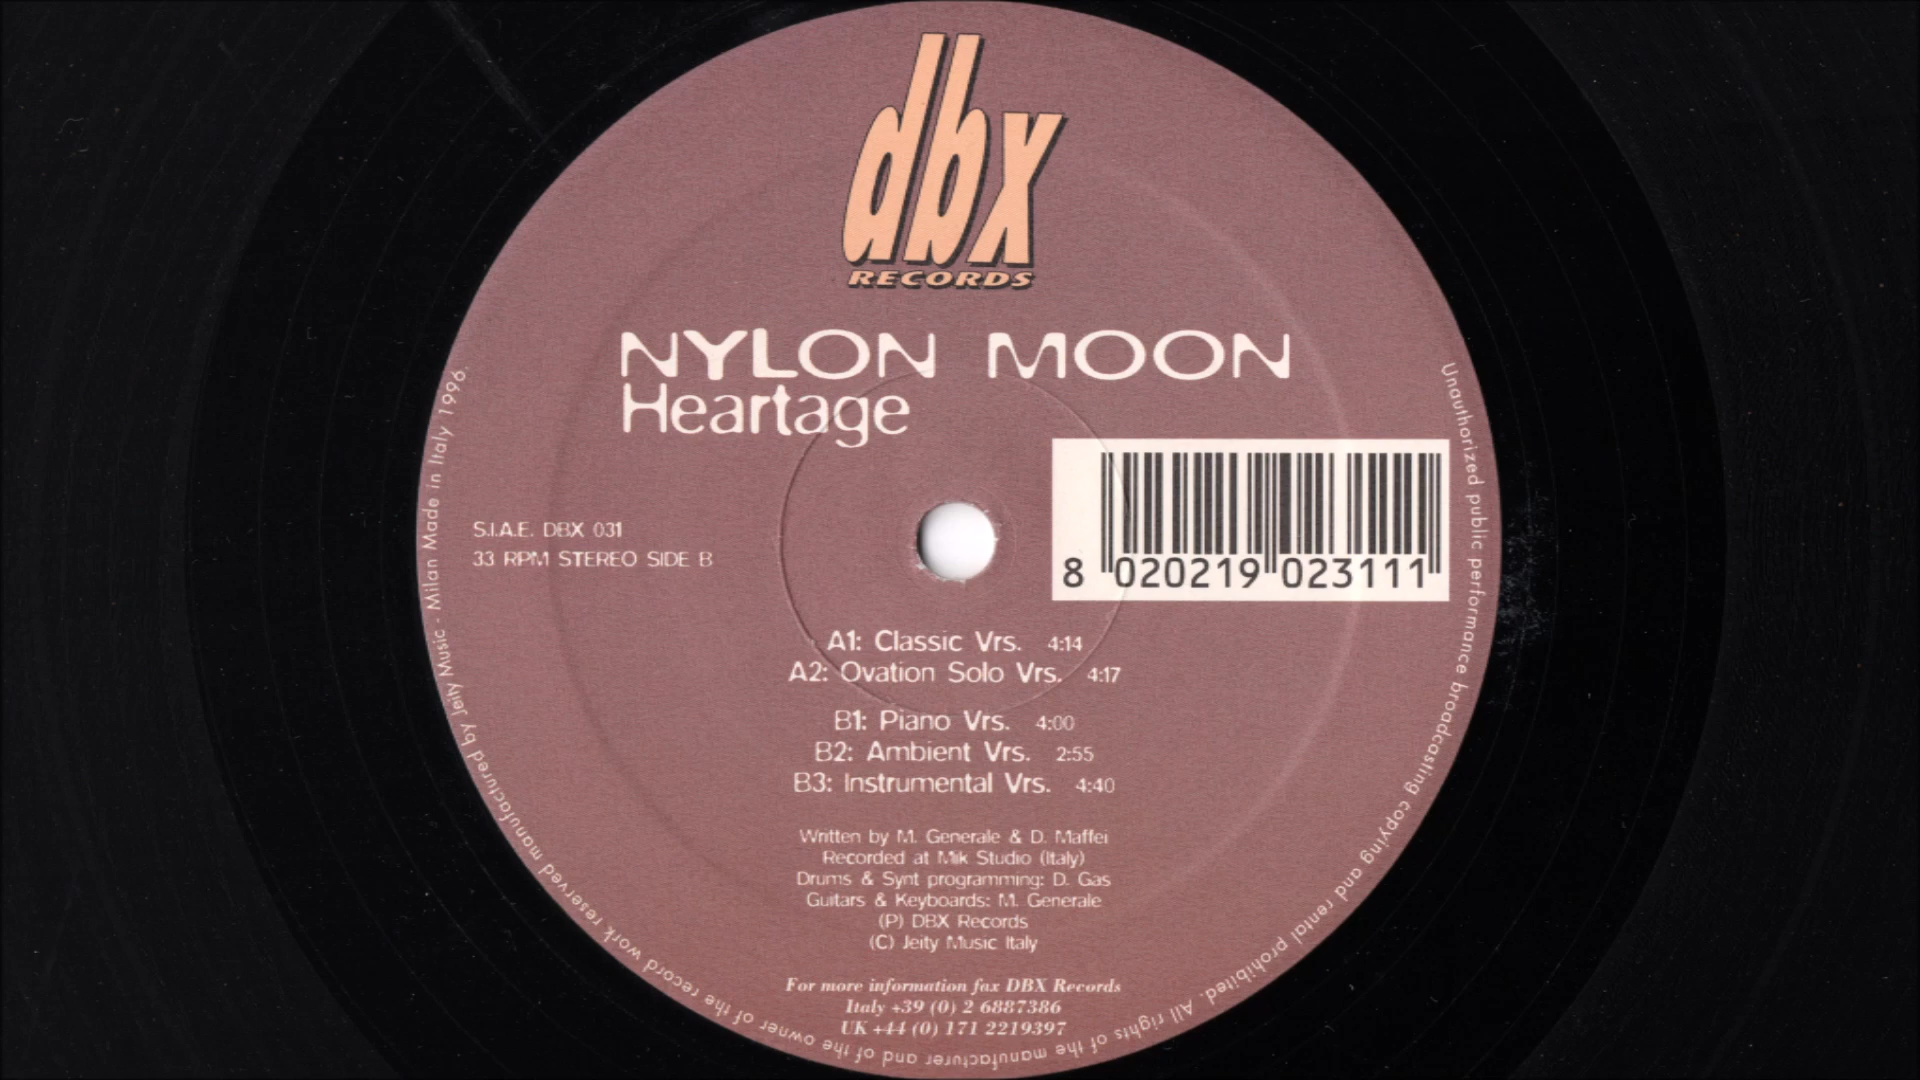 dbx
RECORDS
NYLON MOON
Heartage
S.I.A.E. DBX 031
33 RPM STEREO SIDE B
8 020219 023111
A1: Classic Vrs. 4:14
A2: Ovation Solo Vrs. 4:17
B1: Piano Vrs. 4:00
B2: Ambient Vrs. 2:55
B3: Instrumental Vrs. 4:40
Written by M. Generale & D. Maffei
Recorded at Mik Studio (Italy)
Drums & Synt programming: D. Gas
Guitars & Keyboards: M. Generale
(P) DBX Records
(C) Jeity Music Italy
For more information fax DBX Records
Italy +39 (0) 2 6887386
UK +44 (0) 171 2219397
Unauthorized public performance broadcasting copying and rental prohibited. All rights of the manufacturer and of the owner of the record work reserved manufactured by Jeity Music - Milan Made in Italy 1996.